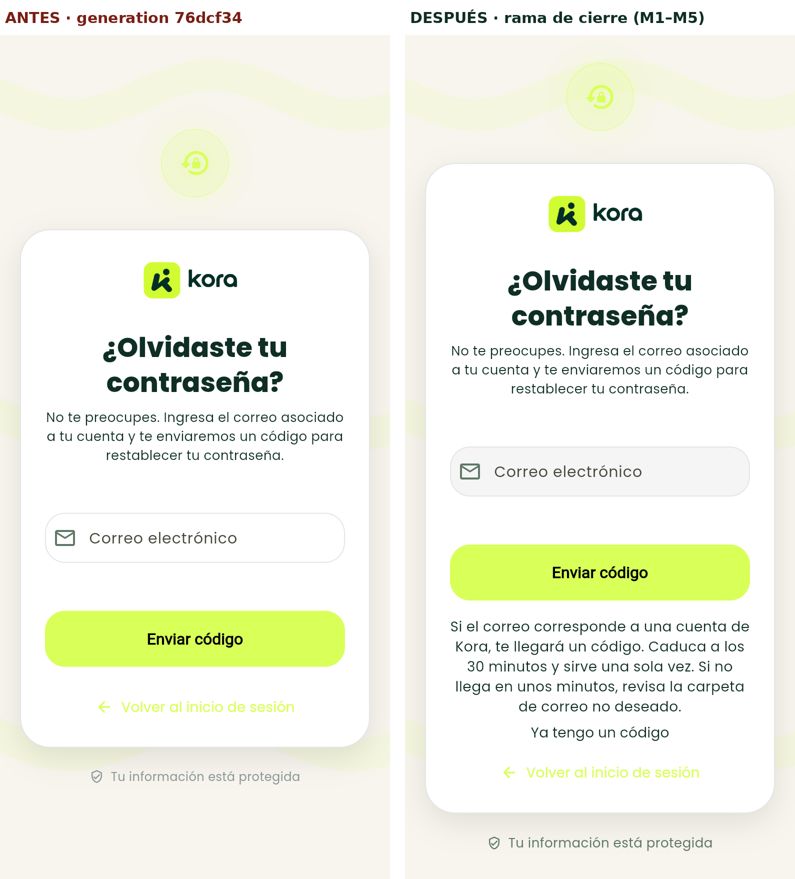 ANTES · generation 76dcf34
kora
¿Olvidaste tu
contraseña?
No te preocupes. Ingresa el correo asociado
a tu cuenta y te enviaremos un código para
restablecer tu contraseña.
Correo electrónico
Enviar código
Volver al inicio de sesión
Tu información está protegida
DESPUÉS · rama de cierre (M1–M5)
kora
¿Olvidaste tu
contraseña?
No te preocupes. Ingresa el correo asociado
a tu cuenta y te enviaremos un código para
restablecer tu contraseña.
Correo electrónico
Enviar código
Si el correo corresponde a una cuenta de
Kora, te llegará un código. Caduca a los
30 minutos y sirve una sola vez. Si no
llega en unos minutos, revisa la carpeta
de correo no deseado.
Ya tengo un código
Volver al inicio de sesión
Tu información está protegida